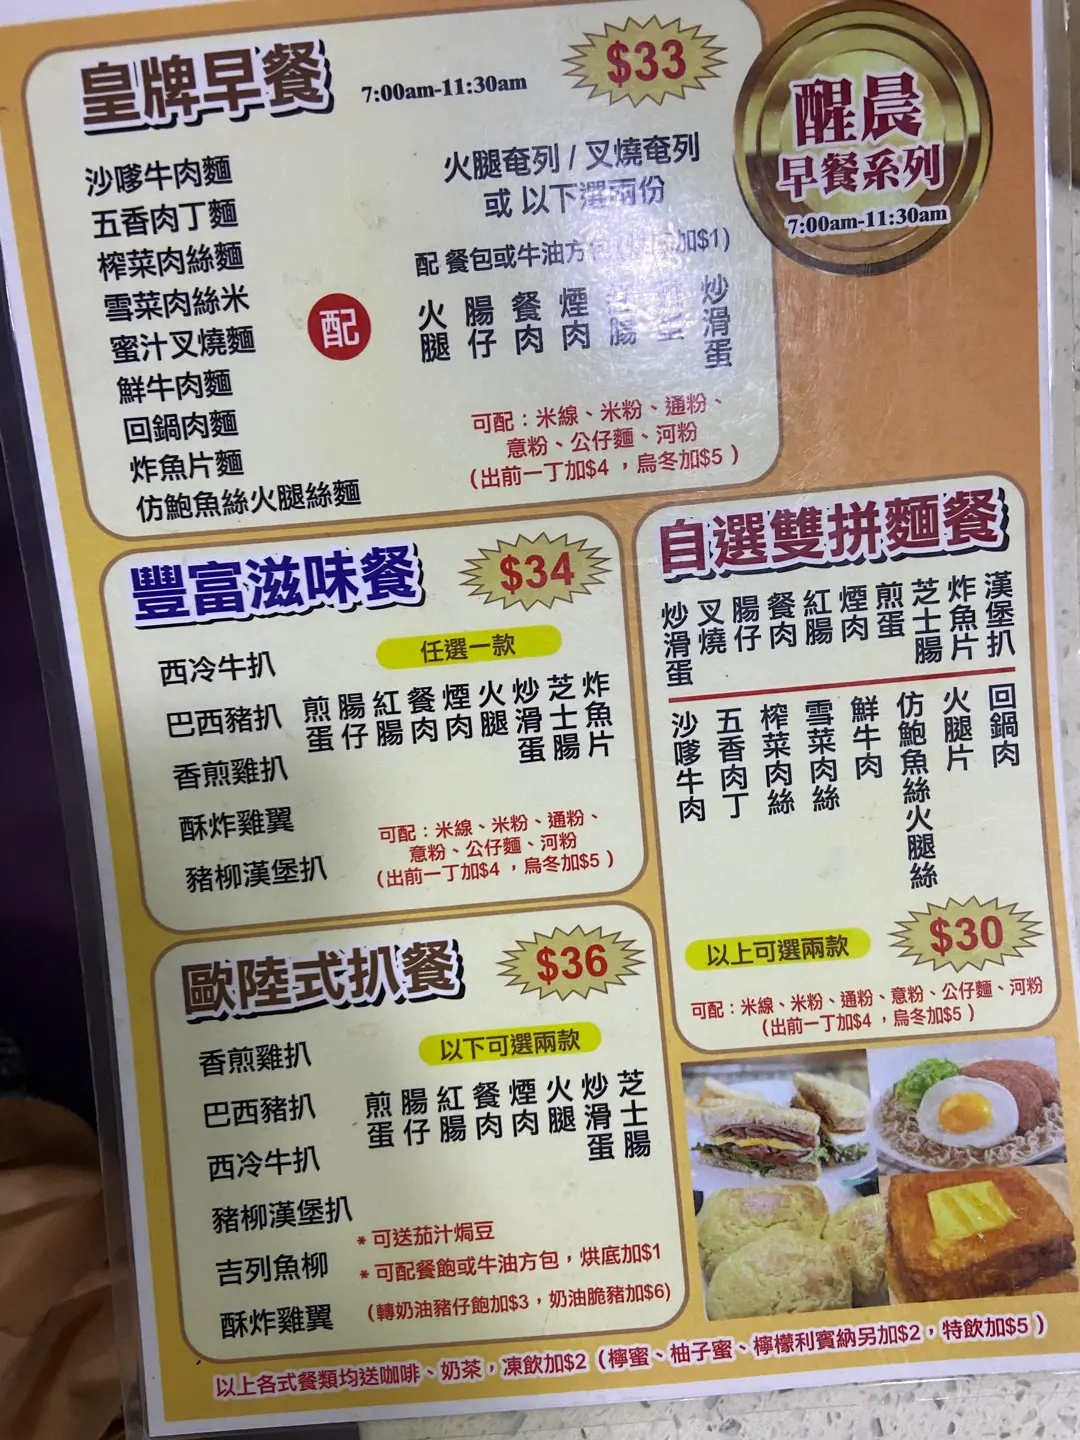 皇牌早餐
7:00am-11:30am
$33
沙嗲牛肉麵
五香肉丁麵
榨菜肉絲麵
雪菜肉絲米
蜜汁叉燒麵
鮮牛肉麵
回鍋肉麵
炸魚片麵
仿鮑魚絲火腿絲麵
配
火腿奄列 / 叉燒奄列
或 以下選兩份
配 餐包或牛油方包 加$1)
火腿
腸仔
餐肉
煙肉
腸
蛋
炒滑蛋
可配：米線、米粉、通粉、
意粉、公仔麵、河粉
(出前一丁加$4 ，烏冬加$5 )
醒晨
早餐系列
7:00am-11:30am
豐富滋味餐
$34
西冷牛扒
巴西豬扒
香煎雞扒
酥炸雞翼
豬柳漢堡扒
任選一款
煎蛋
腸仔
紅腸
餐肉
煙肉
火腿
炒滑蛋
芝士腸
炸魚片
可配：米線、米粉、通粉、
意粉、公仔麵、河粉
(出前一丁加$4 ，烏冬加$5 )
自選雙拼麵餐
炒滑蛋
叉燒
腸仔
餐肉
紅腸
煙肉
煎蛋
芝士腸
炸魚片
漢堡扒
沙嗲牛肉
五香肉丁
榨菜肉絲
雪菜肉絲
鮮牛肉
仿鮑魚絲火腿絲
火腿片
回鍋肉
以上可選兩款
$30
可配：米線、米粉、通粉、意粉、公仔麵、河粉
(出前一丁加$4 ，烏冬加$5 )
歐陸式扒餐
$36
香煎雞扒
巴西豬扒
西冷牛扒
豬柳漢堡扒
吉列魚柳
酥炸雞翼
以下可選兩款
煎蛋
腸仔
紅腸
餐肉
煙肉
火腿
炒滑蛋
芝士腸
* 可送茄汁焗豆
* 可配餐飽或牛油方包，烘底加$1
(轉奶油豬仔飽加$3，奶油脆豬加$6)
以上各式餐類均送咖啡、奶茶，凍飲加$2（檸蜜、柚子蜜、檸檬利賓納另加$2，特飲加$5 )